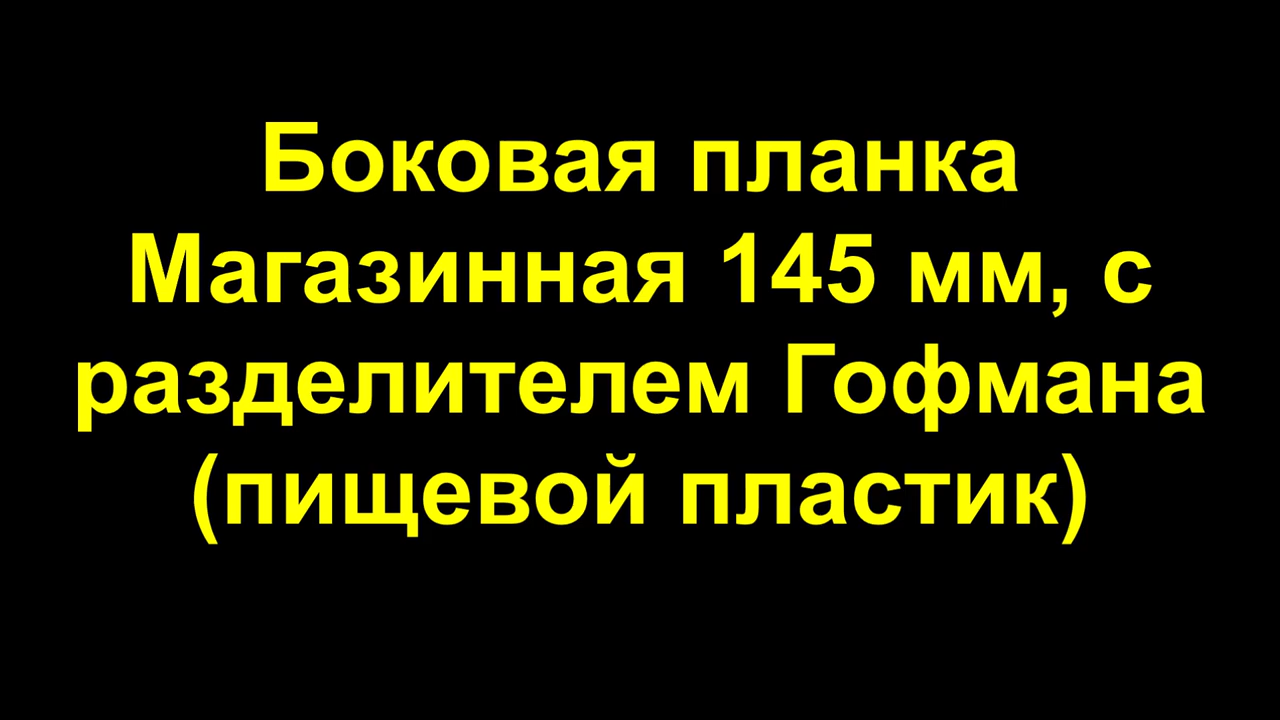 Боковая планка
Магазинная 145 мм, с
разделителем Гофмана
(пищевой пластик)